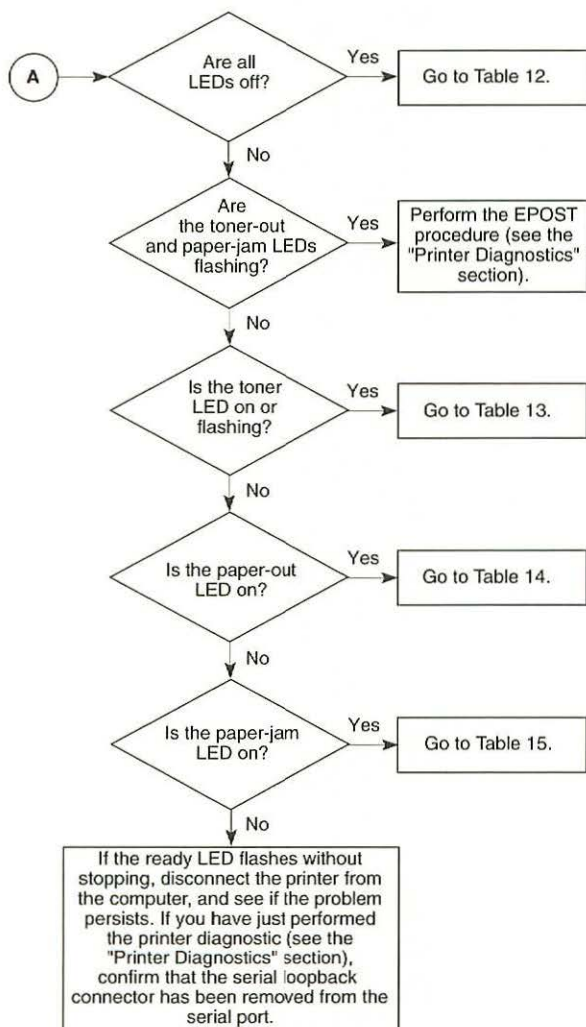 A
Are all
LEDs off?
Yes
Go to Table 12.
No
Are
the toner-out
and paper-jam LEDs
flashing?
Yes
Perform the EPOST
procedure (see the
"Printer Diagnostics"
section).
No
Is the toner
LED on or
flashing?
Yes
Go to Table 13.
No
Is the paper-out
LED on?
Yes
Go to Table 14.
No
Is the paper-jam
LED on?
Yes
Go to Table 15.
No
If the ready LED flashes without
stopping, disconnect the printer from
the computer, and see if the problem
persists. If you have just performed
the printer diagnostic (see the
"Printer Diagnostics" section),
confirm that the serial loopback
connector has been removed from the
serial port.